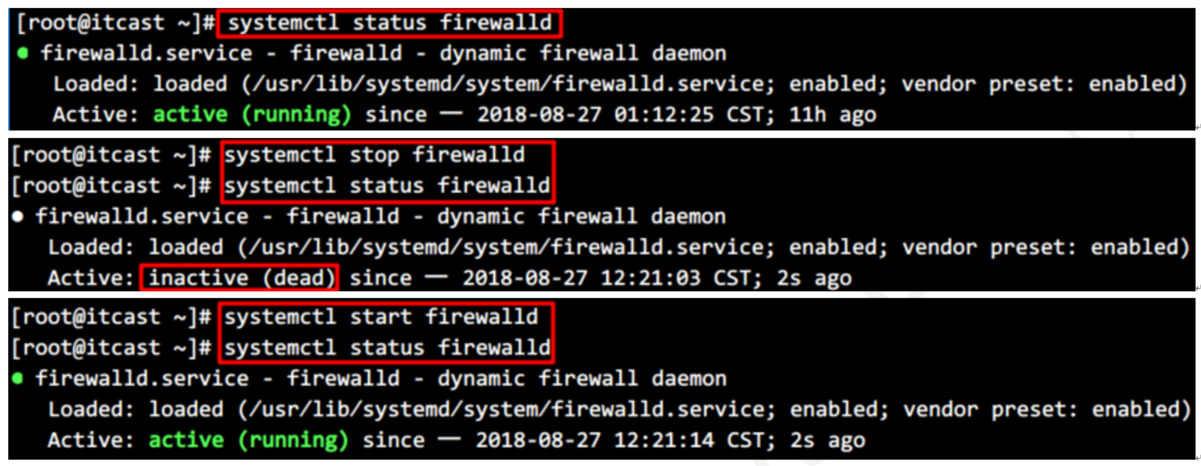 [root@itcast ~]# systemctl status firewalld
● firewalld.service - firewalld - dynamic firewall daemon
Loaded: loaded (/usr/lib/systemd/system/firewalld.service; enabled; vendor preset: enabled)
Active: active (running) since 一 2018-08-27 01:12:25 CST; 11h ago
[root@itcast ~]# systemctl stop firewalld
[root@itcast ~]# systemctl status firewalld
● firewalld.service - firewalld - dynamic firewall daemon
Loaded: loaded (/usr/lib/systemd/system/firewalld.service; enabled; vendor preset: enabled)
Active: inactive (dead) since 一 2018-08-27 12:21:03 CST; 2s ago
[root@itcast ~]# systemctl start firewalld
[root@itcast ~]# systemctl status firewalld
● firewalld.service - firewalld - dynamic firewall daemon
Loaded: loaded (/usr/lib/systemd/system/firewalld.service; enabled; vendor preset: enabled)
Active: active (running) since 一 2018-08-27 12:21:14 CST; 2s ago